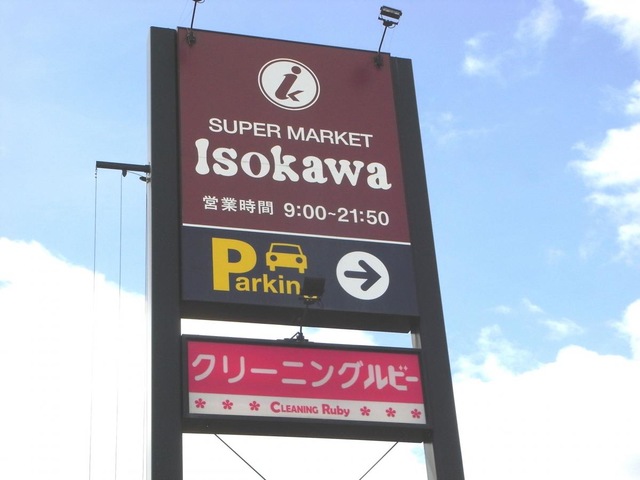 ik
SUPER MARKET
Isokawa
営業時間 9:00~21:50
Parkin
クリーニングルビー
CLEANING Ruby